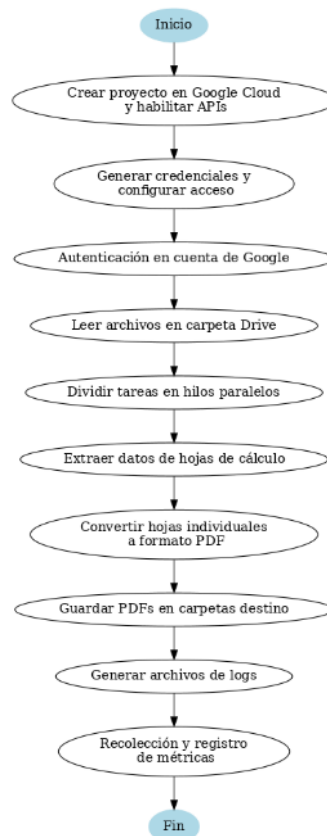 Inicio
Crear proyecto en Google Cloud
y habilitar APIs
Generar credenciales y
configurar acceso
Autenticación en cuenta de Google
Leer archivos en carpeta Drive
Dividir tareas en hilos paralelos
Extraer datos de hojas de cálculo
Convertir hojas individuales
a formato PDF
Guardar PDFs en carpetas destino
Generar archivos de logs
Recolección y registro
de métricas
Fin